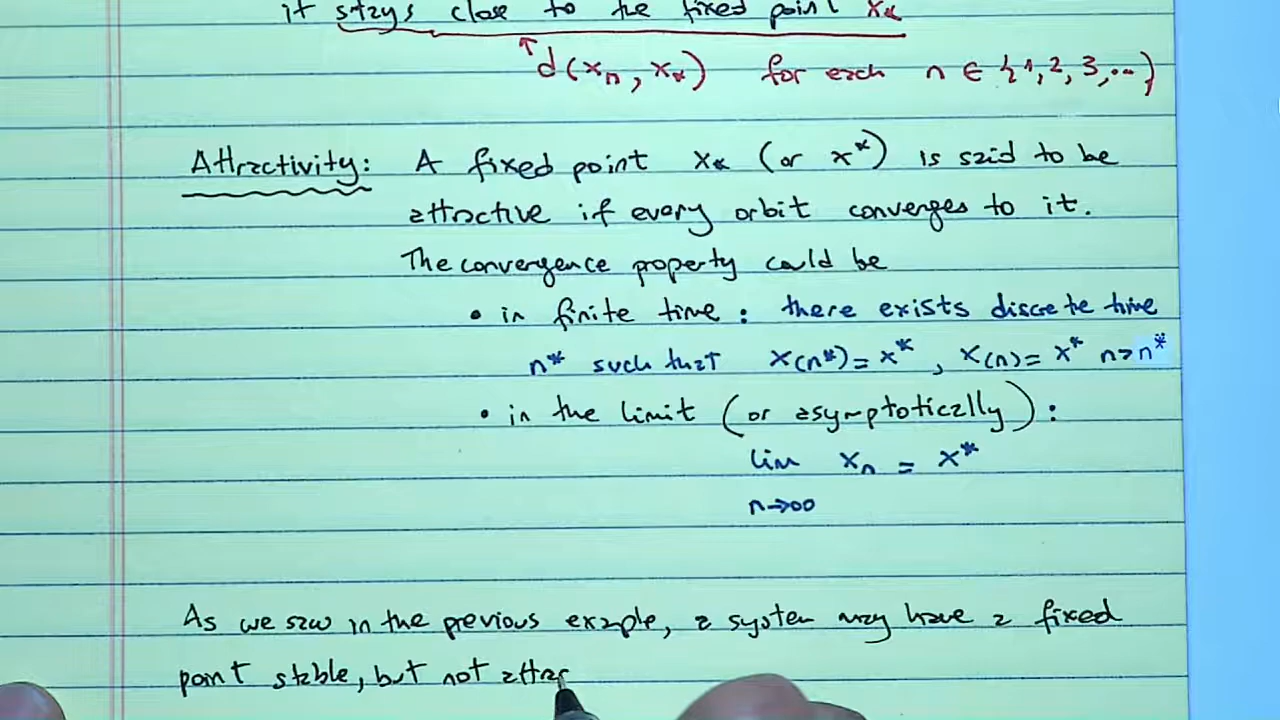 it stays close to the fixed point x*
↑ d(xn, x*) for each n ∈ {1, 2, 3, ...}
Attractivity: A fixed point x* (or x*) is said to be
attractive if every orbit converges to it.
The convergence property could be
• in finite time: there exists discrete time
n* such that x(n*) = x*, x(n) = x* n>n*
• in the limit (or asymptotically):
lim xn = x*
n→∞
As we saw in the previous exaple, a system may have a fixed
point stable, but not attrac